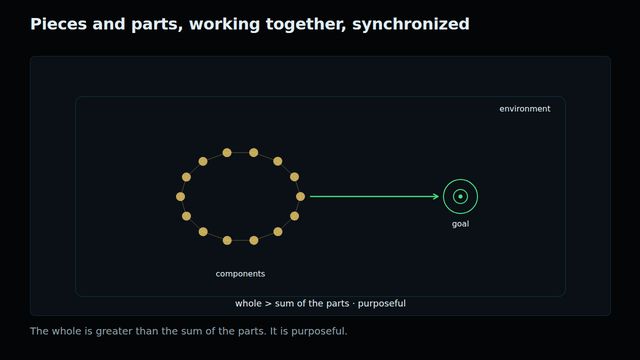 Pieces and parts, working together, synchronized
environment
goal
components
whole > sum of the parts · purposeful
The whole is greater than the sum of the parts. It is purposeful.